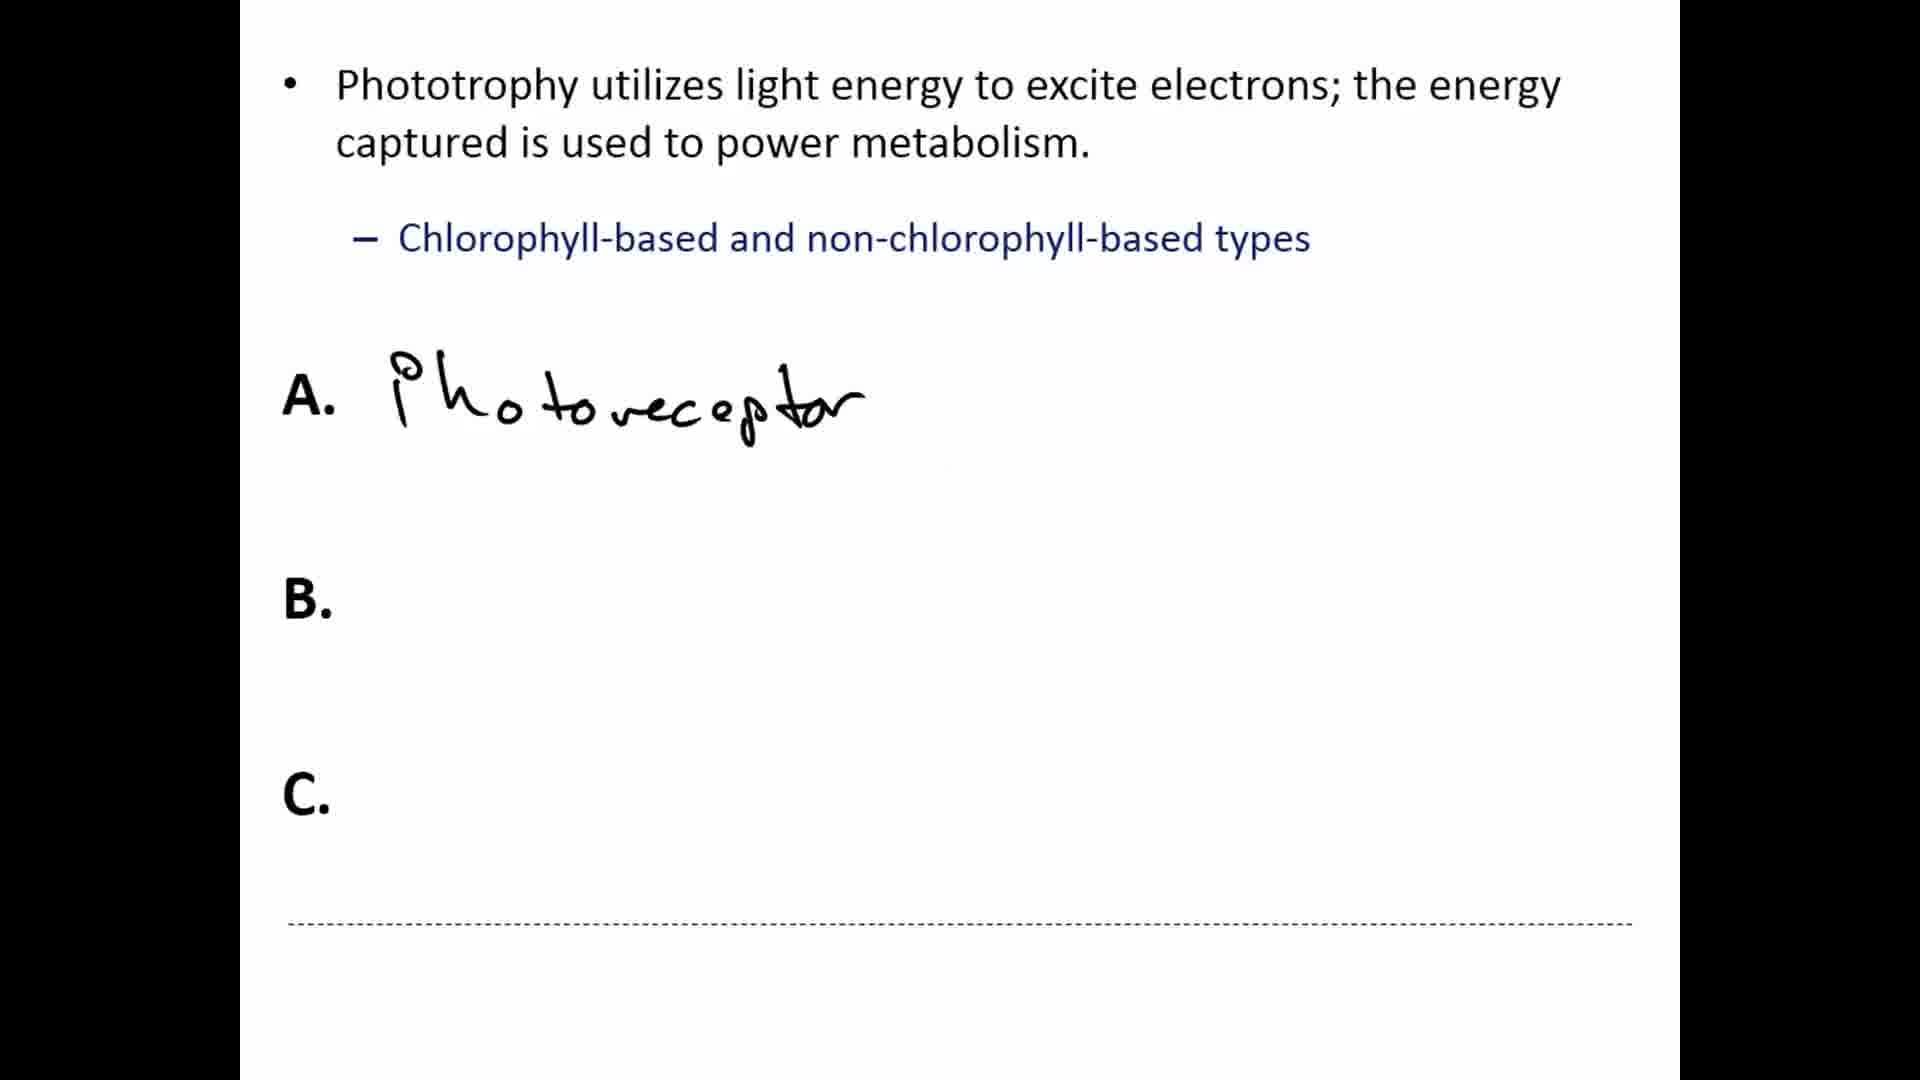 • Phototrophy utilizes light energy to excite electrons; the energy
captured is used to power metabolism.
– Chlorophyll-based and non-chlorophyll-based types
A. Photoreceptor
B.
C.